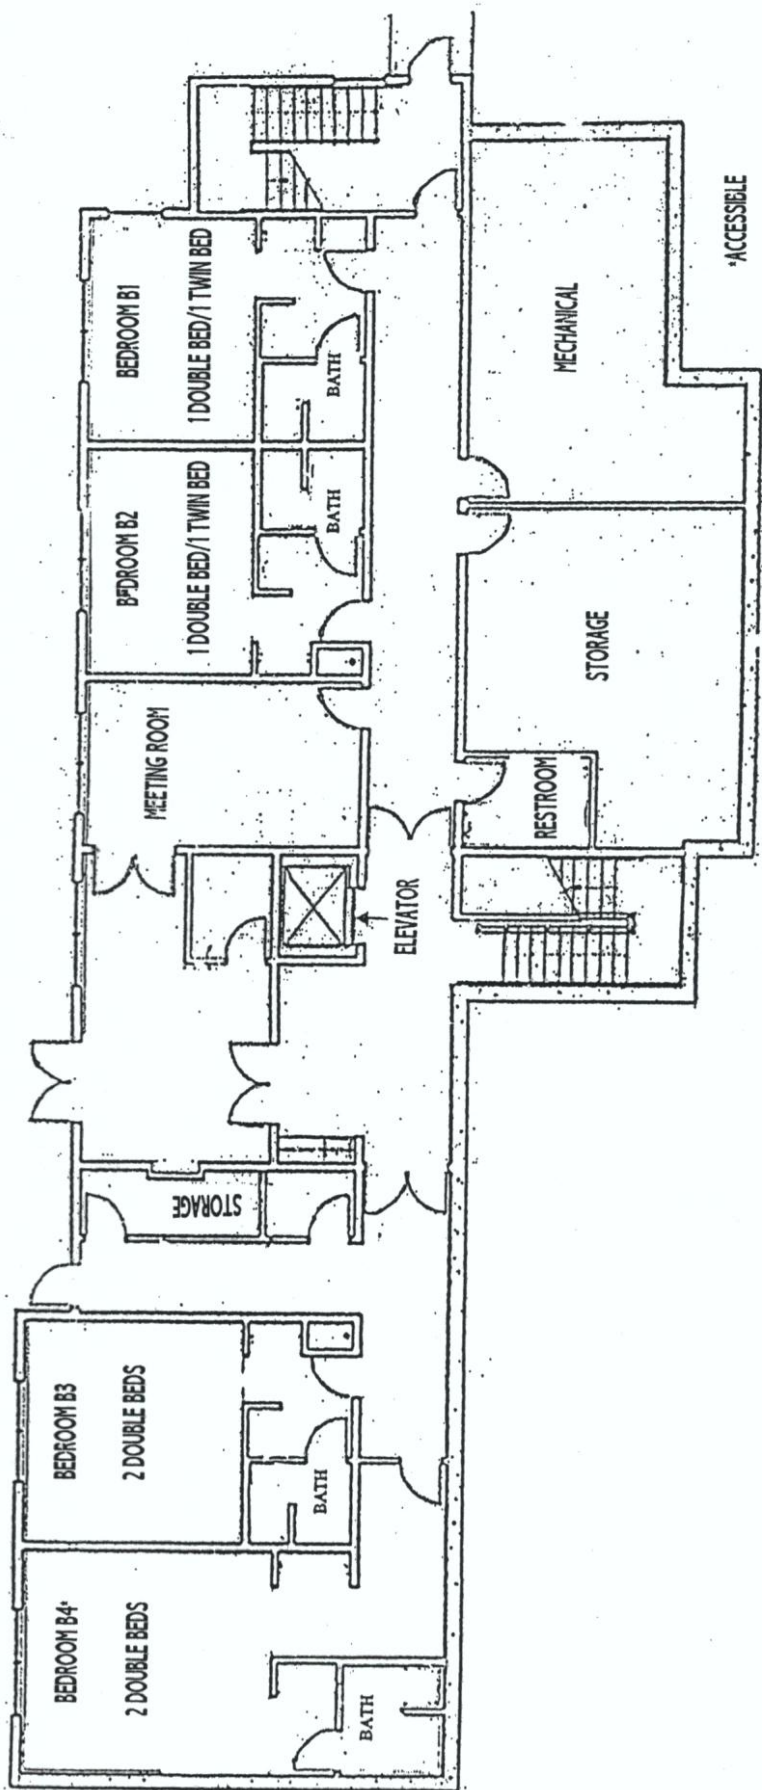 BEDROOM B4*
2 DOUBLE BEDS
BATH
BEDROOM B3
2 DOUBLE BEDS
BATH
STORAGE
ELEVATOR
MEETING ROOM
RESTROOM
STORAGE
BEDROOM B2
1 DOUBLE BED/1 TWIN BED
BATH
BEDROOM B1
1 DOUBLE BED/1 TWIN BED
BATH
MECHANICAL
*ACCESSIBLE